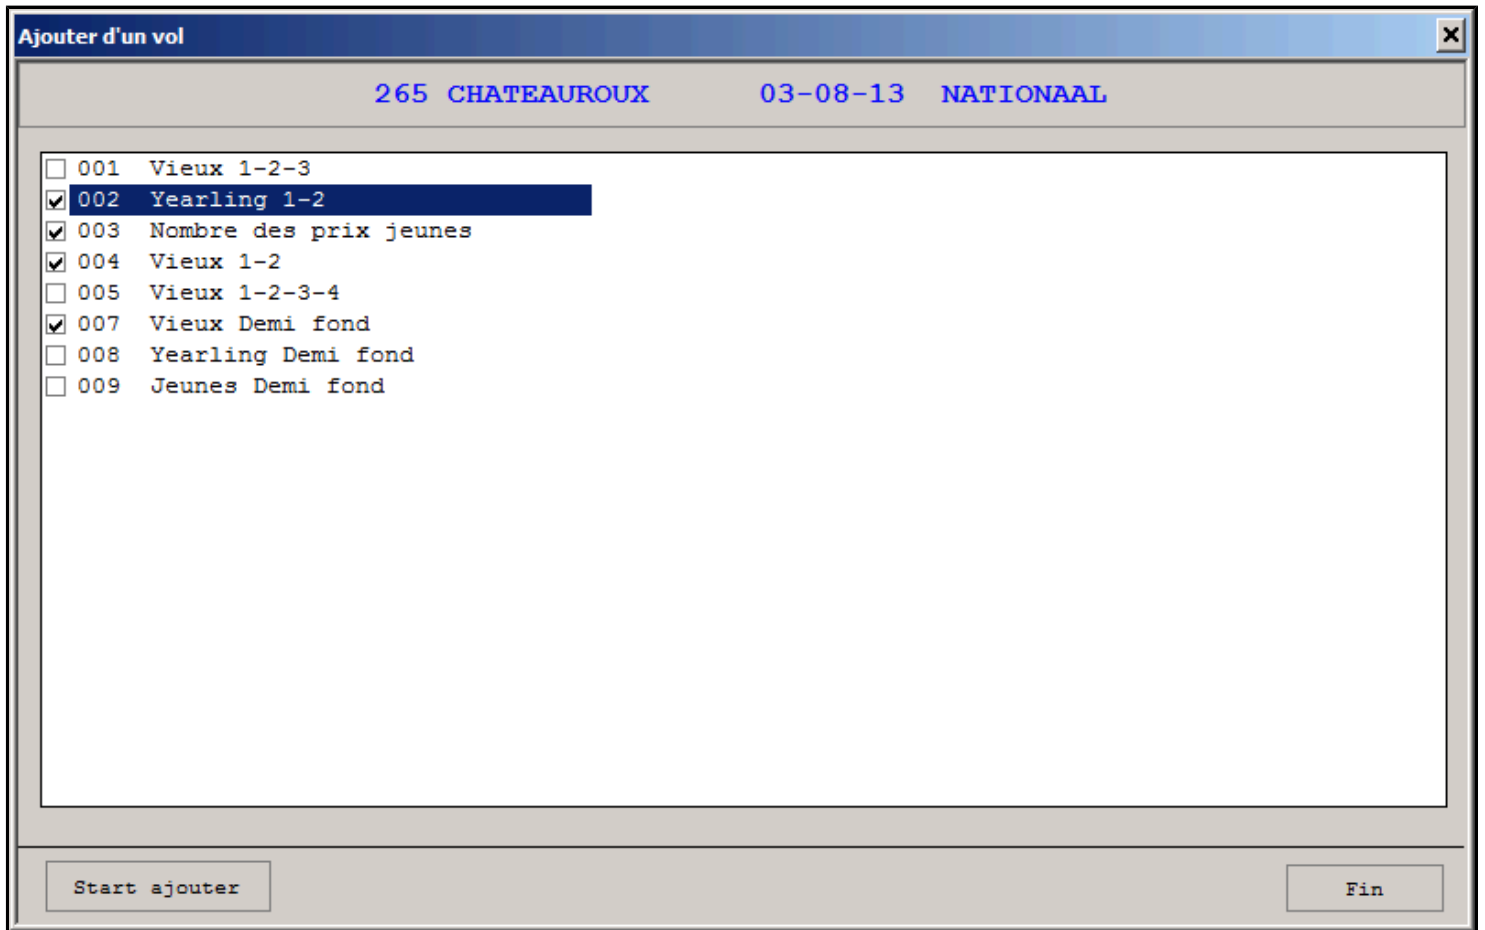 Ajouter d'un vol
265 CHATEAUROUX 03-08-13 NATIONAAL
001 Vieux 1-2-3
002 Yearling 1-2
003 Nombre des prix jeunes
004 Vieux 1-2
005 Vieux 1-2-3-4
007 Vieux Demi fond
008 Yearling Demi fond
009 Jeunes Demi fond
Start ajouter
Fin